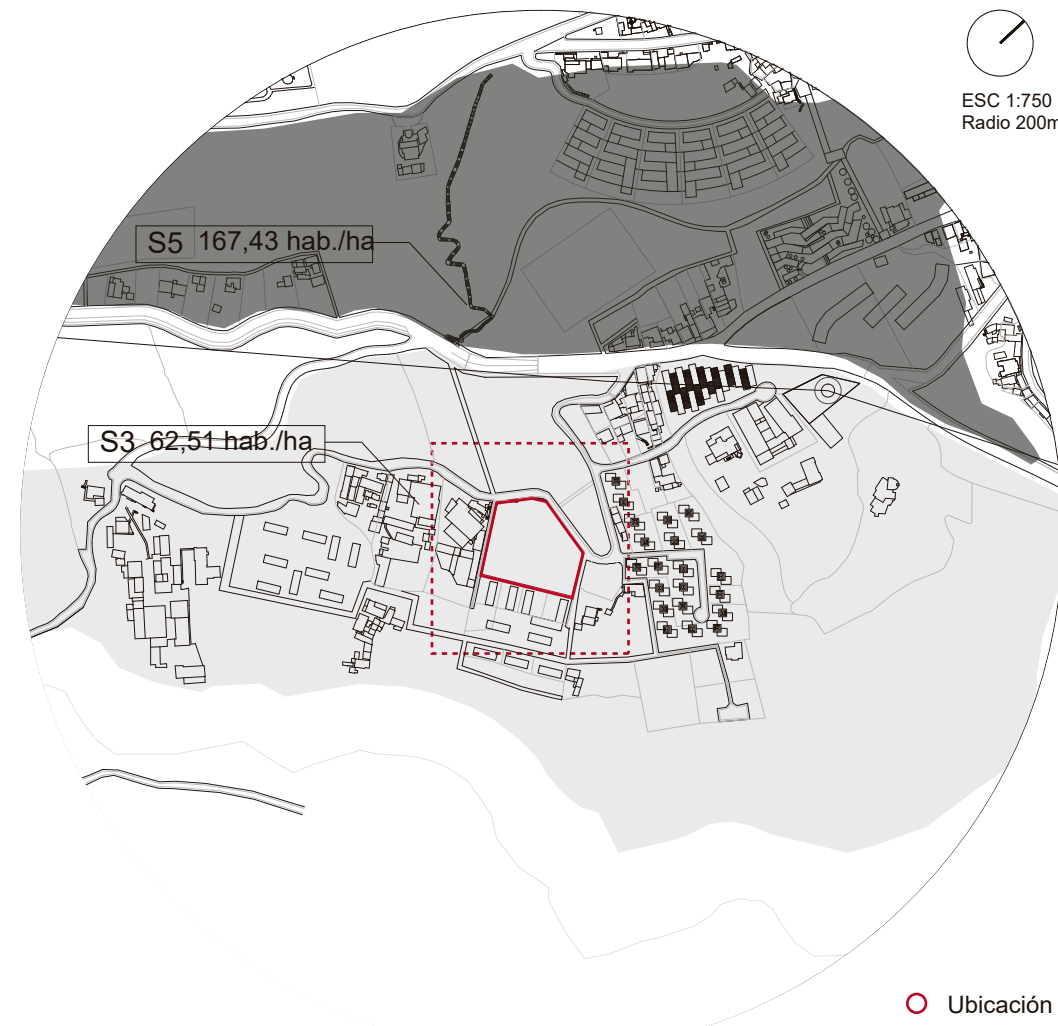 ESC 1:750
Radio 200m
S5 167,43 hab./ha
S3 62,51 hab./ha
Ubicación